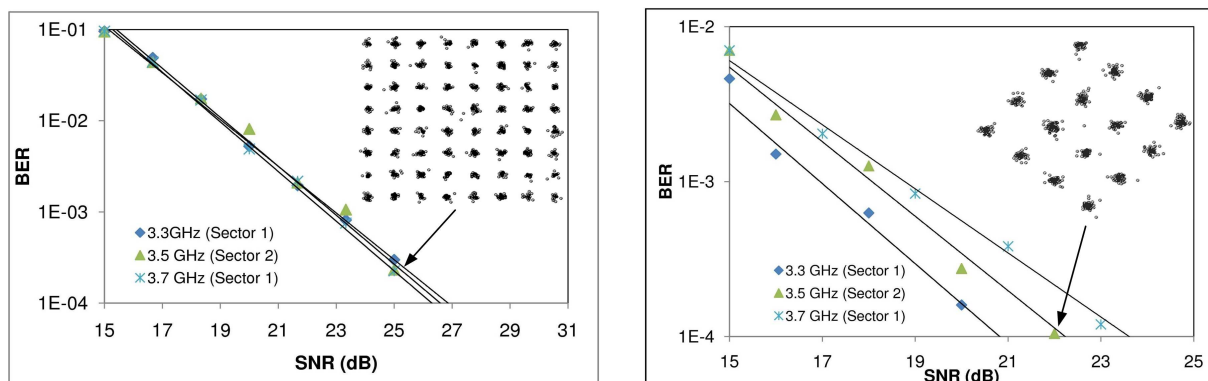 1E-01
1E-02
1E-03
1E-04
BER
3.3GHz (Sector 1)
3.5 GHz (Sector 2)
3.7 GHz (Sector 1)
15 17 19 21 23 25 27 29 31
SNR (dB)
1E-2
1E-3
1E-4
BER
3.3 GHz (Sector 1)
3.5 GHz (Sector 2)
3.7 GHz (Sector 1)
15 17 19 21 23 25
SNR (dB)